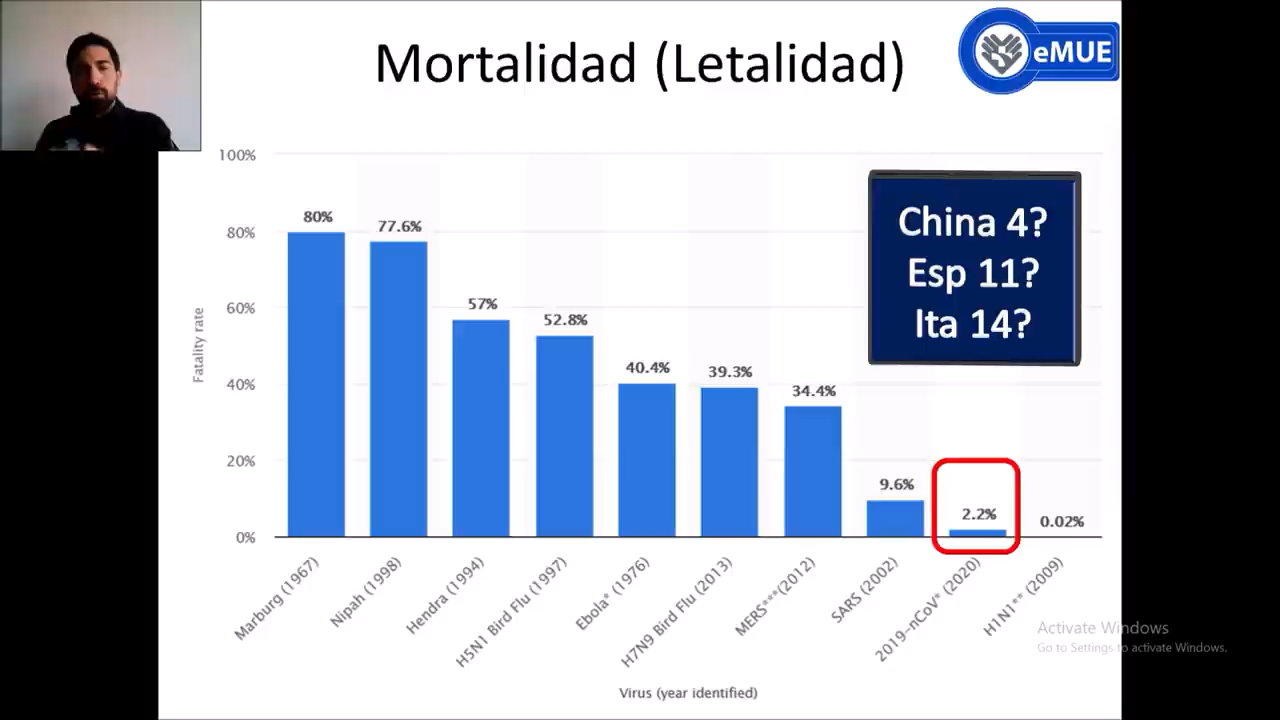 Mortalidad (Letalidad)
eMUE
China 4?
Esp 11?
Ita 14?
Fatality rate
100%
80%
60%
40%
20%
0%
80%
77.6%
57%
52.8%
40.4%
39.3%
34.4%
9.6%
2.2%
0.02%
Marburg (1967)
Nipah (1998)
Hendra (1994)
H5N1 Bird Flu (1997)
Ebola* (1976)
H7N9 Bird Flu (2013)
MERS***(2012)
SARS (2002)
2019-nCoV* (2020)
H1N1** (2009)
Virus (year identified)
Activate Windows
Go to Settings to activate Windows.